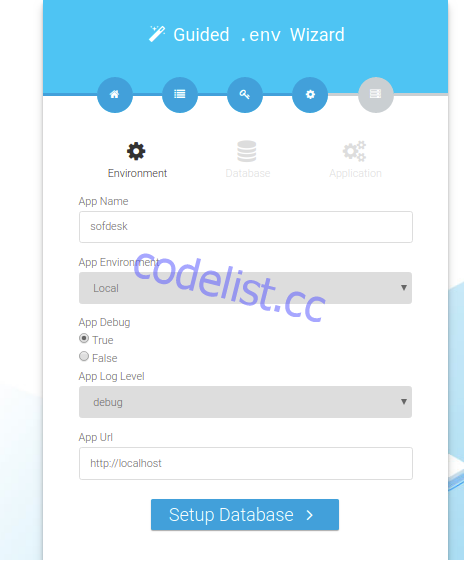 Guided .env Wizard
Environment
Database
Application
App Name
sofdesk
App Environment
Local
codelist.cc
App Debug
True
False
App Log Level
debug
App Url
http://localhost
Setup Database